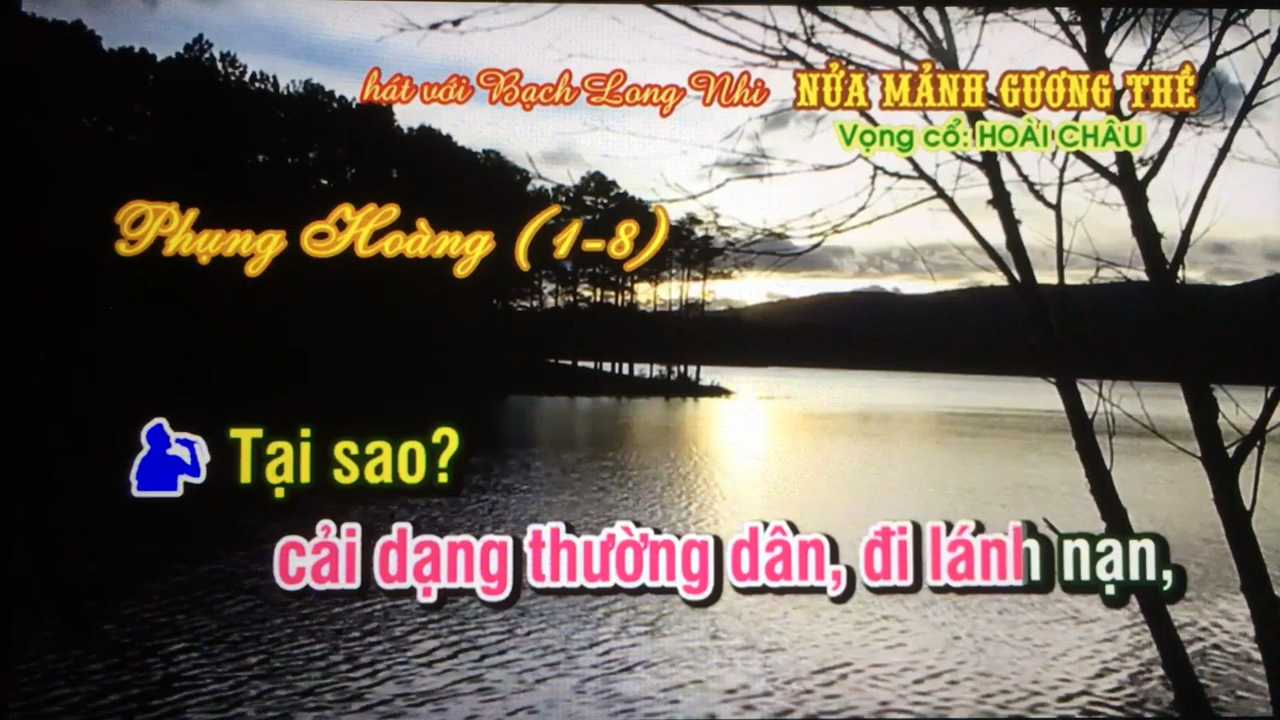 hát với Bạch Long Nhi NỬA MẢNH GƯƠNG THỀ
Vọng cổ: HOÀI CHÂU
Phụng Hoàng (1-8)
Tại sao?
cải dạng thường dân, đi lánh nạn,